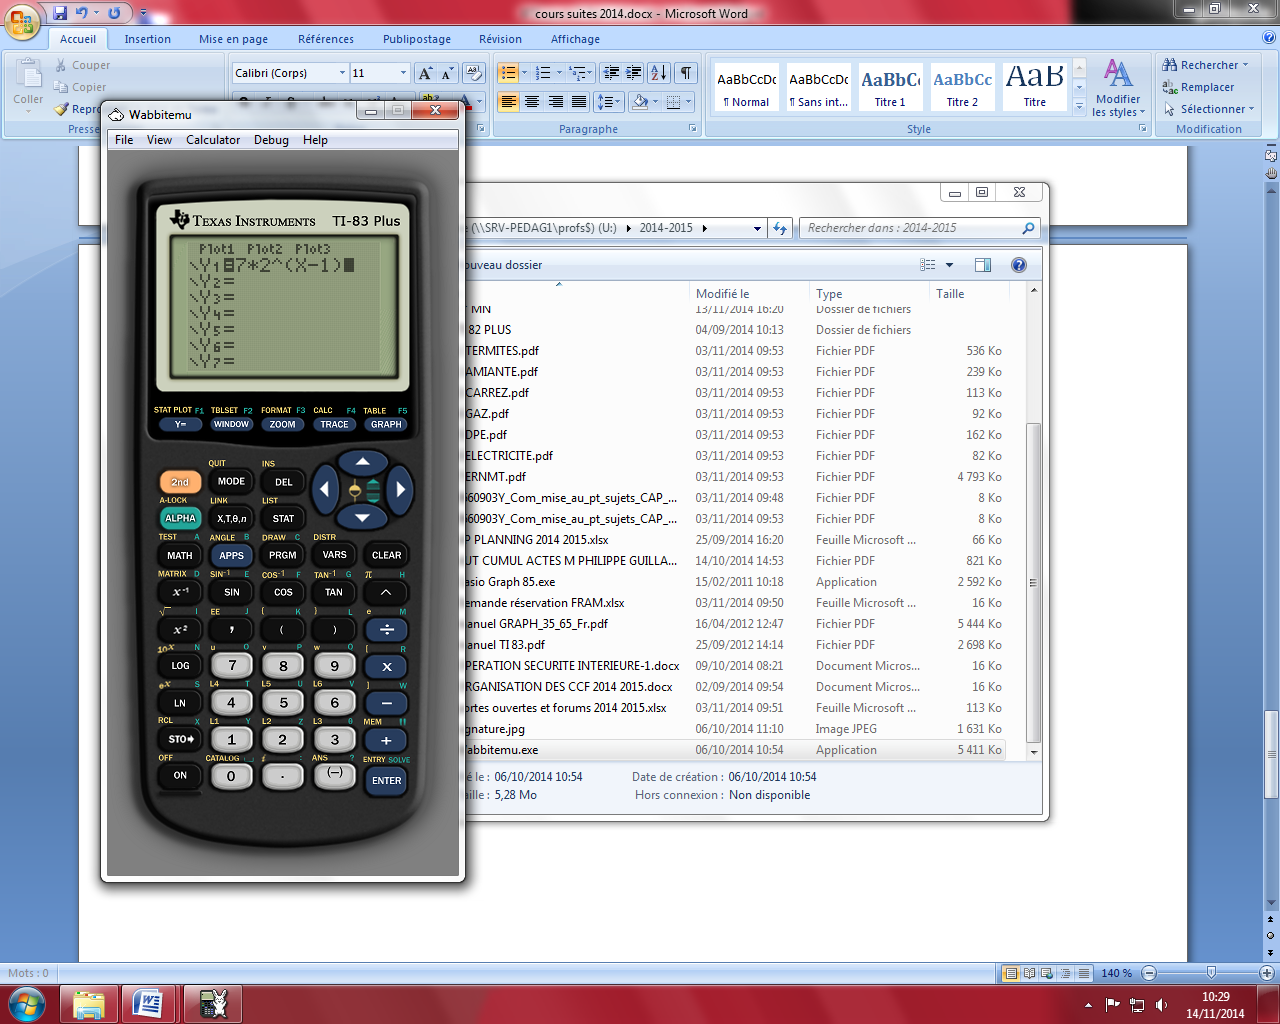 cours suites 2014.docx - Microsoft Word
Accueil Insertion Mise en page Références Publipostage Révision Affichage
Coller
Couper
Copier
Repro
Presse
Calibri (Corps) 11
Paragraphe
AaBbCcDc AaBbCcDc AaBbCc AaBbCc AaB
¶ Normal ¶ Sans int... Titre 1 Titre 2 Titre
Modifier
les styles
Style
Rechercher
Remplacer
Sélectionner
Modification
Wabbitemu
File View Calculator Debug Help
TEXAS INSTRUMENTS TI-83 Plus
Plot1 Plot2 Plot3
\Y1=7*2^(X-1)
\Y2=
\Y3=
\Y4=
\Y5=
\Y6=
\Y7=
STAT PLOT F1 TBLSET F2 FORMAT F3 CALC F4 TABLE F5
Y= WINDOW ZOOM TRACE GRAPH
QUIT INS
2nd MODE DEL
A-LOCK LINK LIST
ALPHA X,T,θ,n STAT
TEST A ANGLE B DRAW C DISTR
MATH APPS PRGM VARS CLEAR
MATRIX D SIN⁻¹ E COS⁻¹ F TAN⁻¹ G π H
x⁻¹ SIN COS TAN ^
√ I EE J { K } L e M
x² , ( ) ÷
10ˣ N u O v P w Q [ R
LOG 7 8 9 x
eˣ S L4 T L5 U L6 V ] W
LN 4 5 6 −
RCL X L1 Y L2 Z L3 θ MEM "
STO➔ 1 2 3 +
OFF CATALOG ␣ : ANS ? ENTRY SOLVE
ON 0 . (−) ENTER
e (\\SRV-PEDAG1\profs$) (U:) 2014-2015
Rechercher dans : 2014-2015
ouveau dossier
Modifié le Type Taille
MN 13/11/2014 16:20 Dossier de fichiers
82 PLUS 04/09/2014 10:13 Dossier de fichiers
TERMITES.pdf 03/11/2014 09:53 Fichier PDF 536 Ko
AMIANTE.pdf 03/11/2014 09:53 Fichier PDF 239 Ko
CARREZ.pdf 03/11/2014 09:53 Fichier PDF 113 Ko
GAZ.pdf 03/11/2014 09:53 Fichier PDF 92 Ko
DPE.pdf 03/11/2014 09:53 Fichier PDF 162 Ko
ELECTRICITE.pdf 03/11/2014 09:53 Fichier PDF 82 Ko
ERNMT.pdf 03/11/2014 09:53 Fichier PDF 4 793 Ko
60903Y_Com_mise_au_pt_sujets_CAP_... 03/11/2014 09:48 Fichier PDF 8 Ko
60903Y_Com_mise_au_pt_sujets_CAP_... 03/11/2014 09:53 Fichier PDF 8 Ko
P PLANNING 2014 2015.xlsx 25/09/2014 16:20 Feuille Microsoft ... 66 Ko
UT CUMUL ACTES M PHILIPPE GUILLA... 14/10/2014 14:53 Fichier PDF 821 Ko
asio Graph 85.exe 15/02/2011 10:18 Application 2 592 Ko
emande réservation FRAM.xlsx 03/11/2014 09:50 Feuille Microsoft ... 16 Ko
anuel GRAPH_35_65_Fr.pdf 16/04/2012 12:47 Fichier PDF 5 444 Ko
anuel TI 83.pdf 25/09/2012 14:14 Fichier PDF 2 698 Ko
PERATION SECURITE INTERIEURE-1.docx 09/10/2014 08:21 Document Micros... 16 Ko
RGANISATION DES CCF 2014 2015.docx 02/09/2014 09:54 Document Micros... 16 Ko
ortes ouvertes et forums 2014 2015.xlsx 03/11/2014 09:51 Feuille Microsoft ... 113 Ko
gnature.jpg 06/10/2014 11:10 Image JPEG 1 631 Ko
abbitemu.exe 06/10/2014 10:54 Application 5 411 Ko
é le : 06/10/2014 10:54 Date de création : 06/10/2014 10:54
aille : 5,28 Mo Hors connexion : Non disponible
Mots : 0
140 %
10:29
14/11/2014